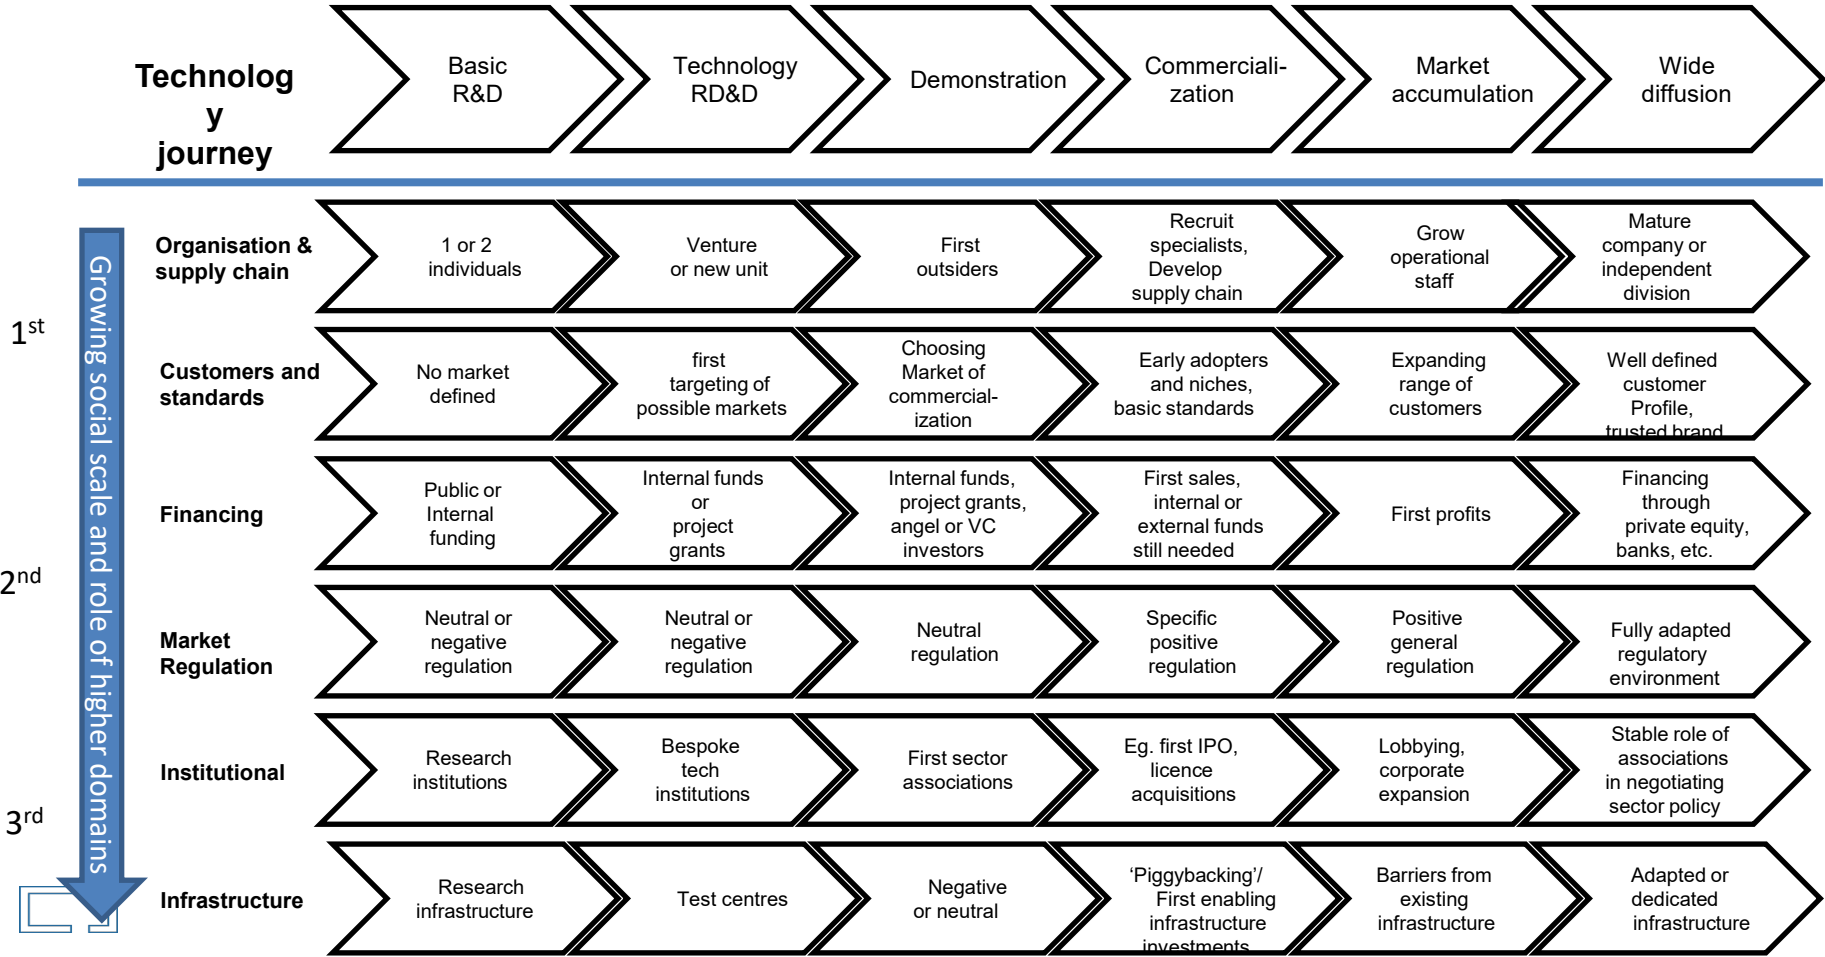 Technolog
y
journey
Basic
R&D
Technology
RD&D
Demonstration
Commerciali-
zation
Market
accumulation
Wide
diffusion
Growing social scale and role of higher domains
1st
2nd
3rd
Organisation &
supply chain
1 or 2
individuals
Venture
or new unit
First
outsiders
Recruit
specialists,
Develop
supply chain
Grow
operational
staff
Mature
company or
independent
division
Customers and
standards
No market
defined
first
targeting of
possible markets
Choosing
Market of
commercial-
ization
Early adopters
and niches,
basic standards
Expanding
range of
customers
Well defined
customer
Profile,
trusted brand
Financing
Public or
Internal
funding
Internal funds
or
project
grants
Internal funds,
project grants,
angel or VC
investors
First sales,
internal or
external funds
still needed
First profits
Financing
through
private equity,
banks, etc.
Market
Regulation
Neutral or
negative
regulation
Neutral or
negative
regulation
Neutral
regulation
Specific
positive
regulation
Positive
general
regulation
Fully adapted
regulatory
environment
Institutional
Research
institutions
Bespoke
tech
institutions
First sector
associations
Eg. first IPO,
licence
acquisitions
Lobbying,
corporate
expansion
Stable role of
associations
in negotiating
sector policy
Infrastructure
Research
infrastructure
Test centres
Negative
or neutral
‘Piggybacking’/
First enabling
infrastructure
investments
Barriers from
existing
infrastructure
Adapted or
dedicated
infrastructure